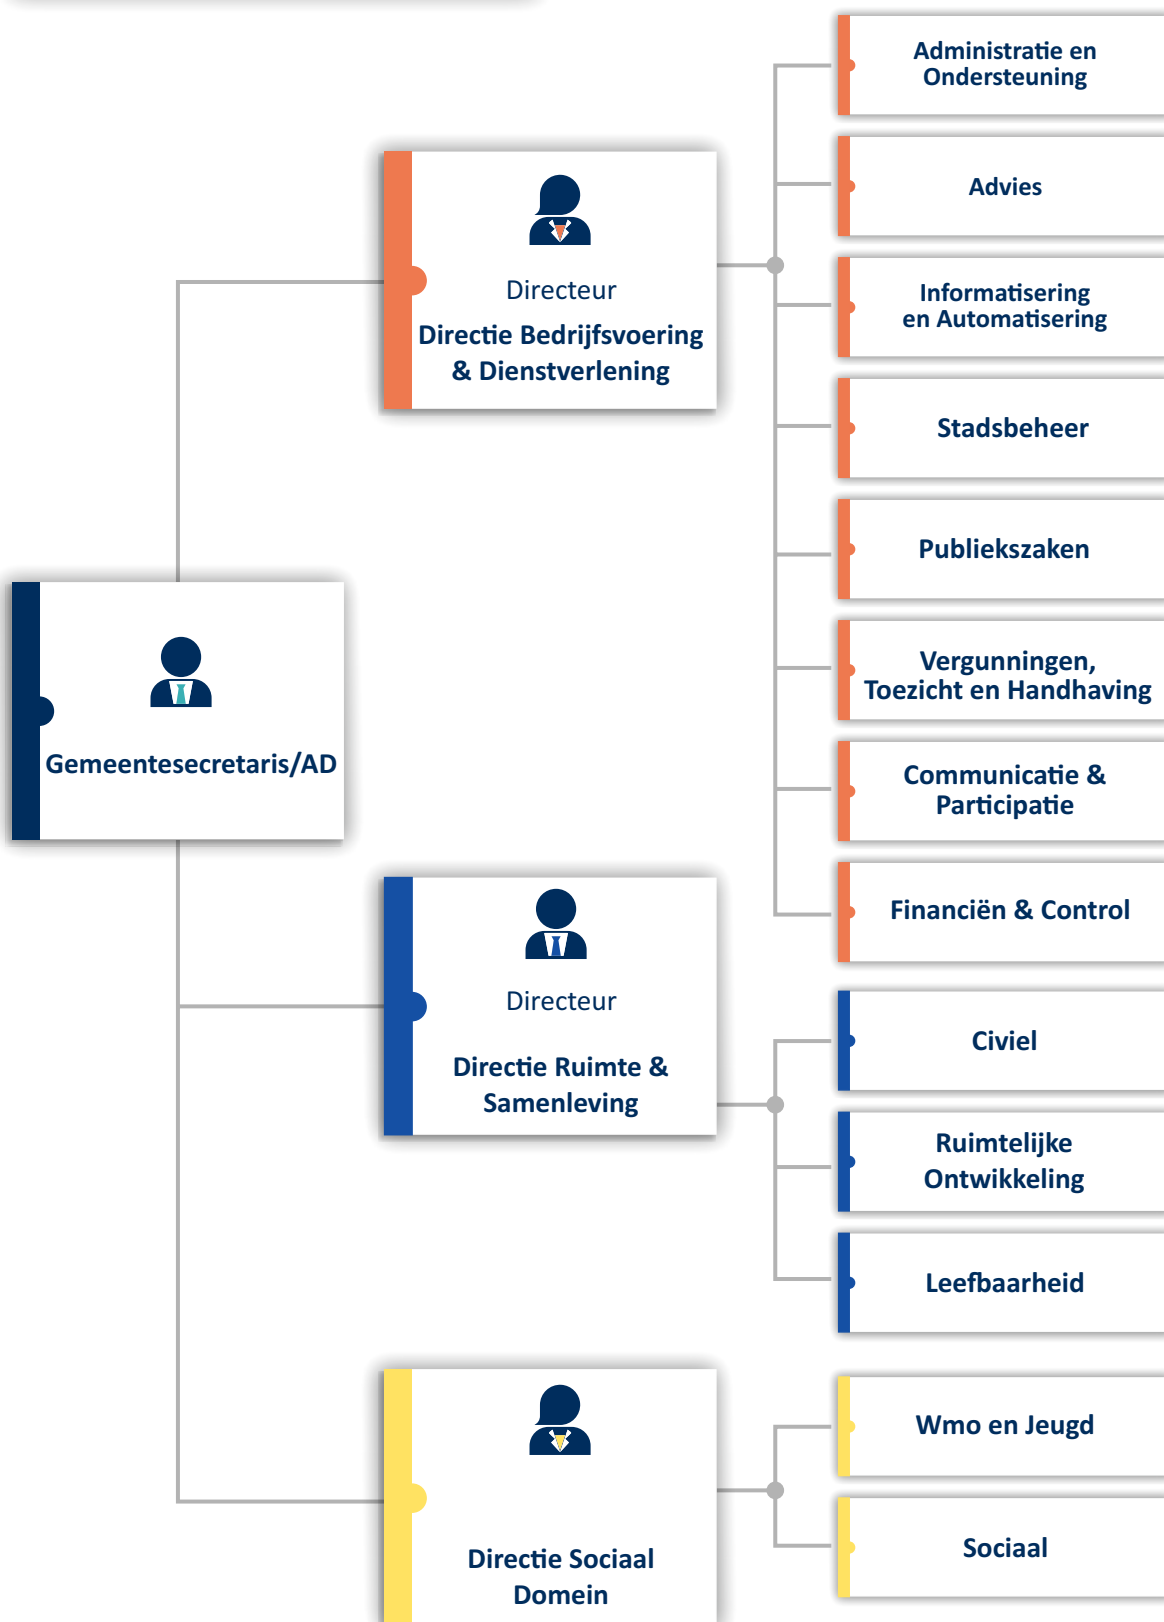 Administratie en
Ondersteuning
Advies
Directeur
Directie Bedrijfsvoering
& Dienstverlening
Informatisering
en Automatisering
Stadsbeheer
Publiekszaken
Vergunningen,
Toezicht en Handhaving
Gemeentesecretaris/AD
Communicatie &
Participatie
Financiën & Control
Directeur
Directie Ruimte &
Samenleving
Civiel
Ruimtelijke
Ontwikkeling
Leefbaarheid
Wmo en Jeugd
Sociaal
Directie Sociaal
Domein